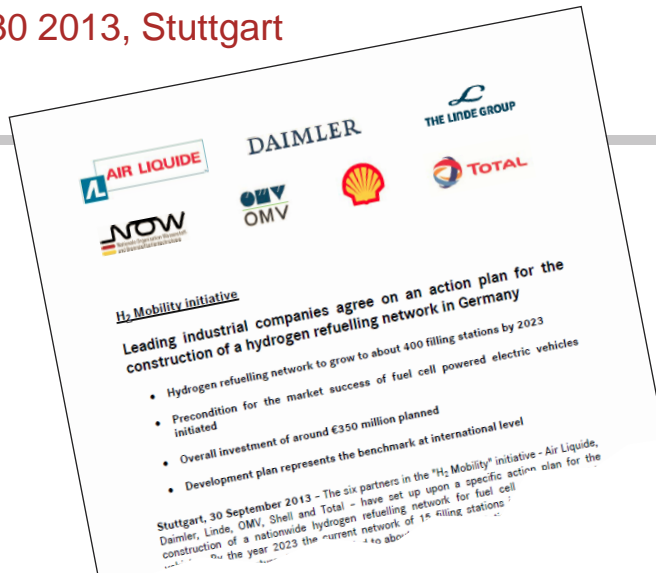 30 2013, Stuttgart
AIR LIQUIDE
DAIMLER
THE LINDE GROUP
NOW
OMV
OMV
TOTAL
H₂ Mobility initiative
Leading industrial companies agree on an action plan for the
construction of a hydrogen refuelling network in Germany
• Hydrogen refuelling network to grow to about 400 filling stations by 2023
• Precondition for the market success of fuel cell powered electric vehicles
initiated
• Overall investment of around €350 million planned
• Development plan represents the benchmark at international level
Stuttgart, 30 September 2013 – The six partners in the "H₂ Mobility" initiative - Air Liquide,
Daimler, Linde, OMV, Shell and Total – have set up upon a specific action plan for the
construction of a nationwide hydrogen refuelling network for fuel cell
By the year 2023 the current network of 15 filling stations
to